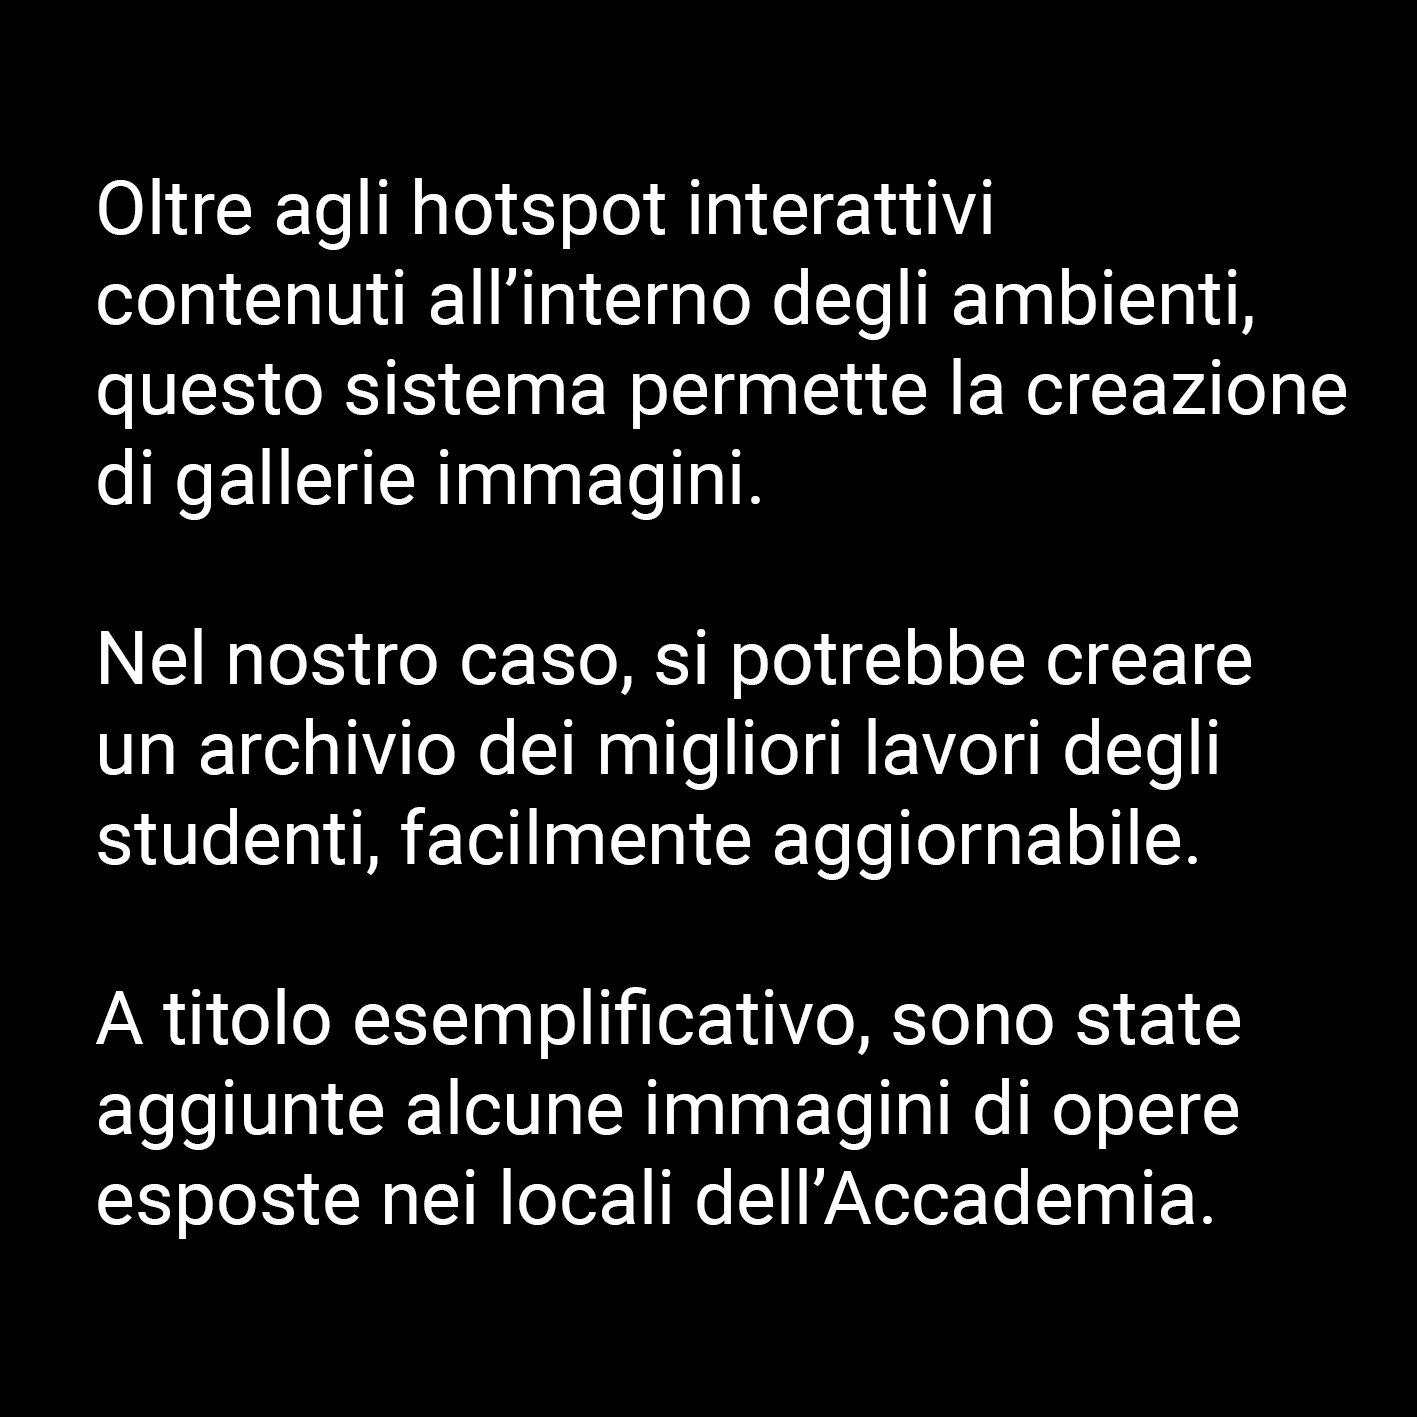 Oltre agli hotspot interattivi
contenuti all’interno degli ambienti,
questo sistema permette la creazione
di gallerie immagini.
Nel nostro caso, si potrebbe creare
un archivio dei migliori lavori degli
studenti, facilmente aggiornabile.
A titolo esemplificativo, sono state
aggiunte alcune immagini di opere
esposte nei locali dell’Accademia.